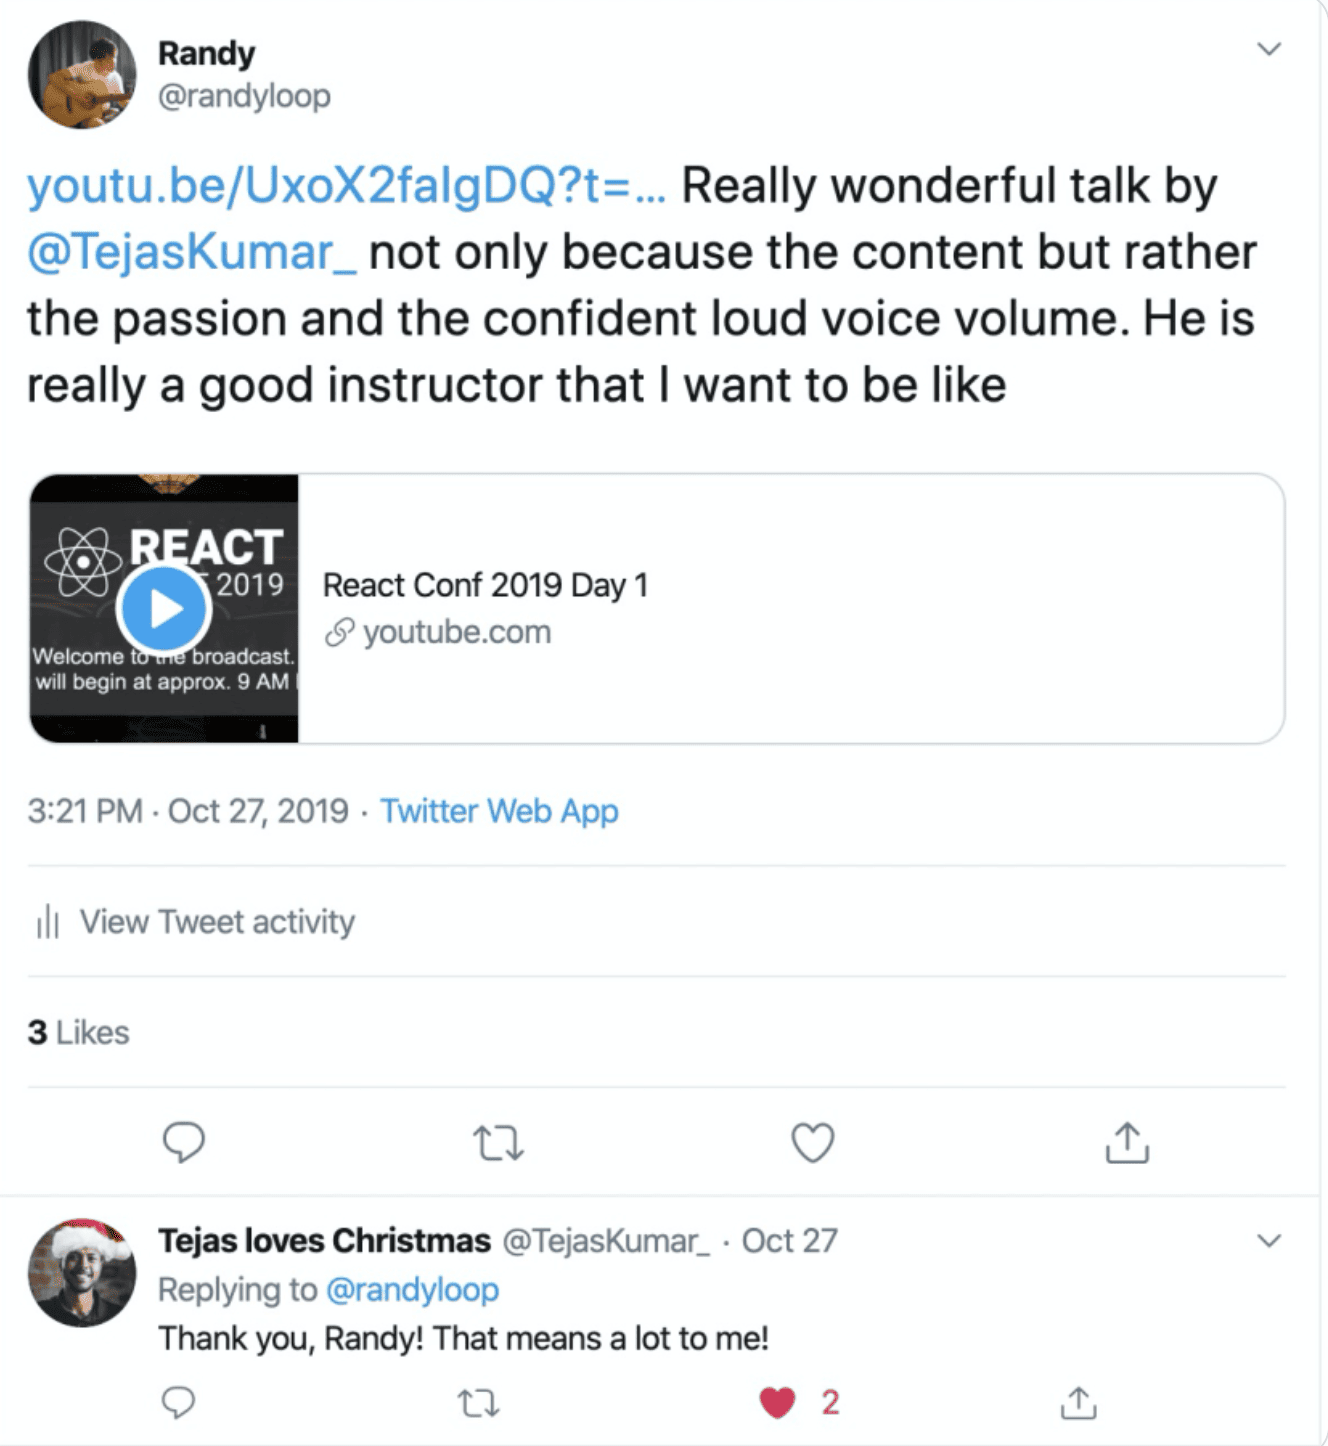 Randy
@randyloop
youtu.be/UxoX2faIgDQ?t=... Really wonderful talk by
@TejasKumar_ not only because the content but rather
the passion and the confident loud voice volume. He is
really a good instructor that I want to be like
REACT
2019
Welcome to the broadcast.
will begin at approx. 9 AM
React Conf 2019 Day 1
youtube.com
3:21 PM · Oct 27, 2019 · Twitter Web App
View Tweet activity
3 Likes
Tejas loves Christmas @TejasKumar_ · Oct 27
Replying to @randyloop
Thank you, Randy! That means a lot to me!
2